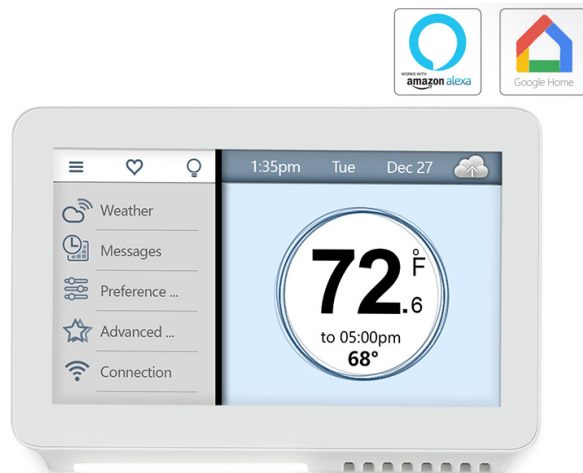 WORKS WITH
amazon alexa
Google Home
1:35pm Tue Dec 27
Weather
Messages
Preference ...
Advanced ...
Connection
72.6 °F
to 05:00pm
68°